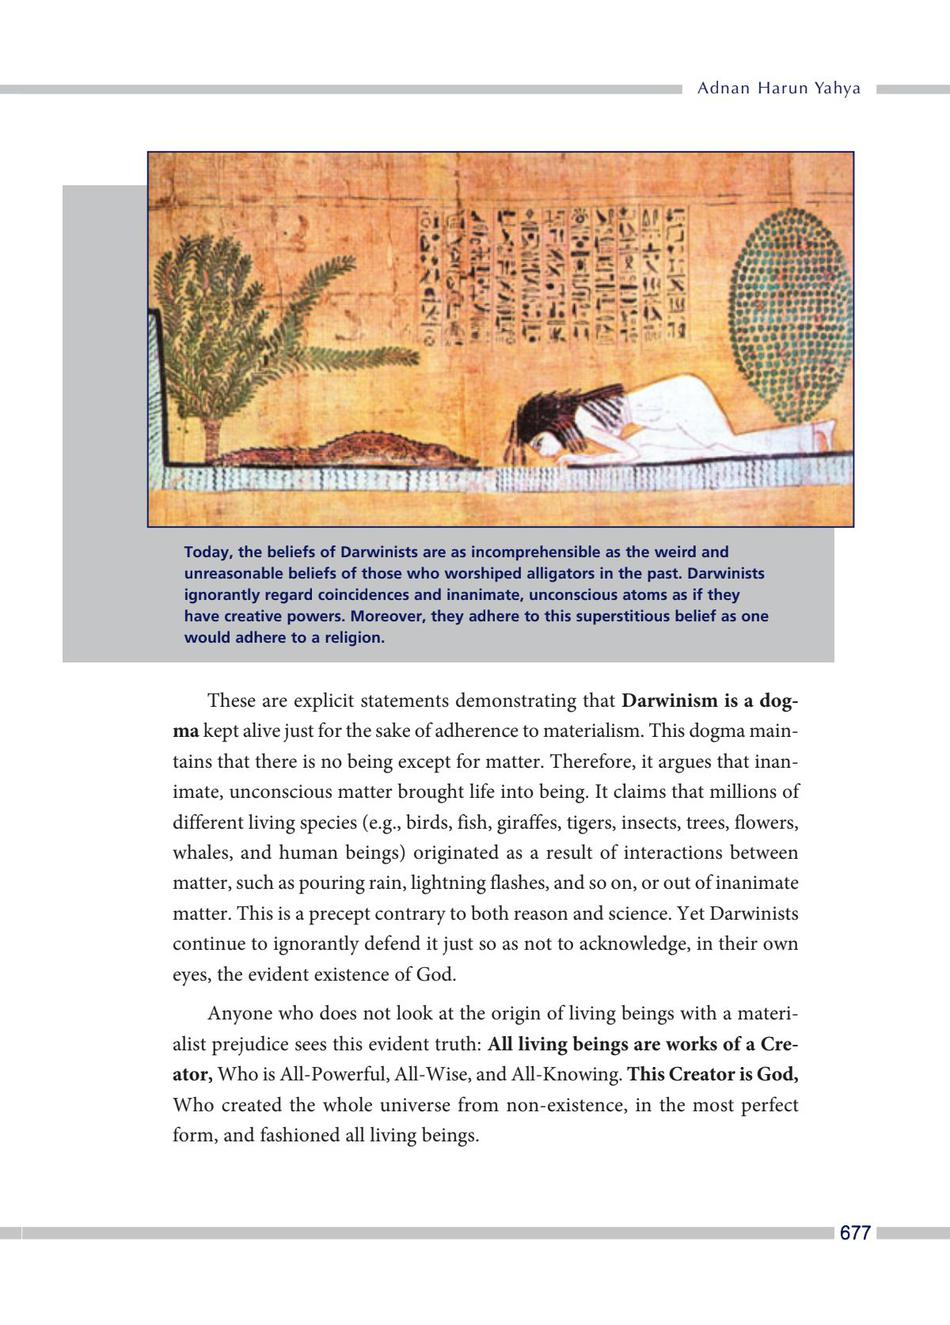 Adnan Harun Yahya
Today, the beliefs of Darwinists are as incomprehensible as the weird and
unreasonable beliefs of those who worshiped alligators in the past. Darwinists
ignorantly regard coincidences and inanimate, unconscious atoms as if they
have creative powers. Moreover, they adhere to this superstitious belief as one
would adhere to a religion.
These are explicit statements demonstrating that Darwinism is a dog-
ma kept alive just for the sake of adherence to materialism. This dogma main-
tains that there is no being except for matter. Therefore, it argues that inan-
imate, unconscious matter brought life into being. It claims that millions of
different living species (e.g., birds, fish, giraffes, tigers, insects, trees, flowers,
whales, and human beings) originated as a result of interactions between
matter, such as pouring rain, lightning flashes, and so on, or out of inanimate
matter. This is a precept contrary to both reason and science. Yet Darwinists
continue to ignorantly defend it just so as not to acknowledge, in their own
eyes, the evident existence of God.
Anyone who does not look at the origin of living beings with a materi-
alist prejudice sees this evident truth: All living beings are works of a Cre-
ator, Who is All-Powerful, All-Wise, and All-Knowing. This Creator is God,
Who created the whole universe from non-existence, in the most perfect
form, and fashioned all living beings.
677